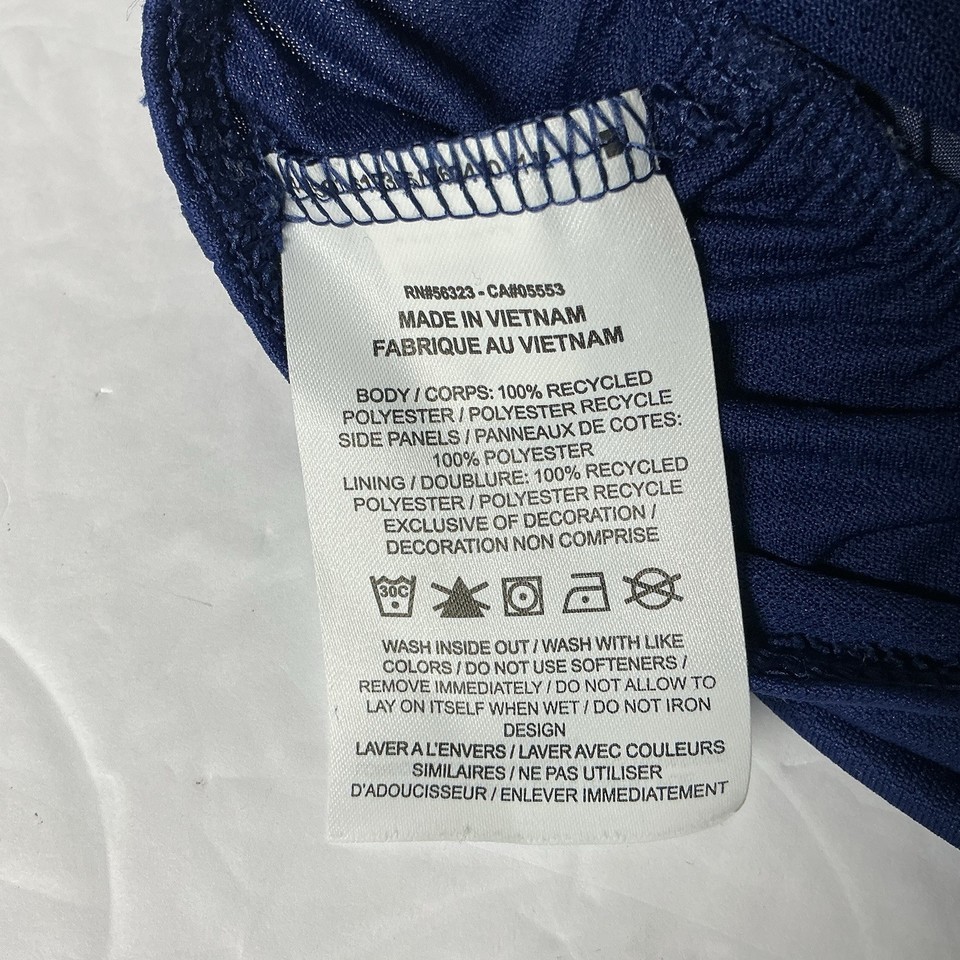 RN#56323 - CA#05553
MADE IN VIETNAM
FABRIQUE AU VIETNAM
BODY / CORPS: 100% RECYCLED
POLYESTER / POLYESTER RECYCLE
SIDE PANELS / PANNEAUX DE COTES:
100% POLYESTER
LINING / DOUBLURE: 100% RECYCLED
POLYESTER / POLYESTER RECYCLE
EXCLUSIVE OF DECORATION /
DECORATION NON COMPRISE
30C
WASH INSIDE OUT / WASH WITH LIKE
COLORS / DO NOT USE SOFTENERS /
REMOVE IMMEDIATELY / DO NOT ALLOW TO
LAY ON ITSELF WHEN WET / DO NOT IRON
DESIGN
LAVER A L'ENVERS / LAVER AVEC COULEURS
SIMILAIRES / NE PAS UTILISER
D'ADOUCISSEUR / ENLEVER IMMEDIATEMENT